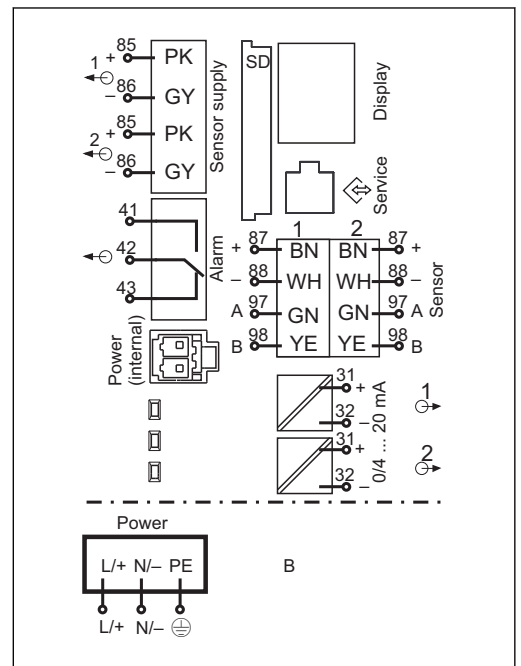 85
1 + PK
86
– GY
85
2 + PK
86
– GY
Sensor supply
SD
Display
Service
41
42
43
Alarm
1 2
+ 87 BN BN 87 +
– 88 WH WH 88 –
A 97 GN GN 97 A
B 98 YE YE 98 B
Sensor
Power
(internal)
31 +
32 –
31 +
32 –
0/4 ... 20 mA
1
2
Power
L/+ N/– PE
L/+ N/–
B